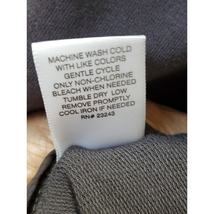 MACHINE WASH COLD
WITH LIKE COLORS
GENTLE CYCLE
ONLY NON-CHLORINE
BLEACH WHEN NEEDED
TUMBLE DRY LOW
REMOVE PROMPTLY
COOL IRON IF NEEDED
RN# 23243